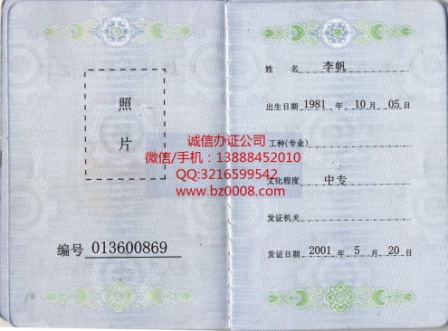 照
片
编号 013600869
姓 名 李帆
出生日期 1981 年 10 月 05 日
工种(专业)
文化程度 中专
发证机关
发证日期 2001 年 5 月 20 日
诚信办证公司
微信/手机：13888452010
QQ:3216599542
www.bz0008.com